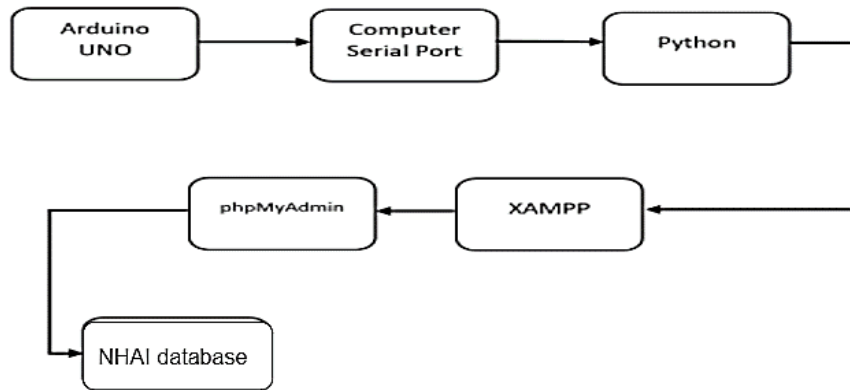 Arduino
UNO
Computer
Serial Port
Python
XAMPP
phpMyAdmin
NHAI database